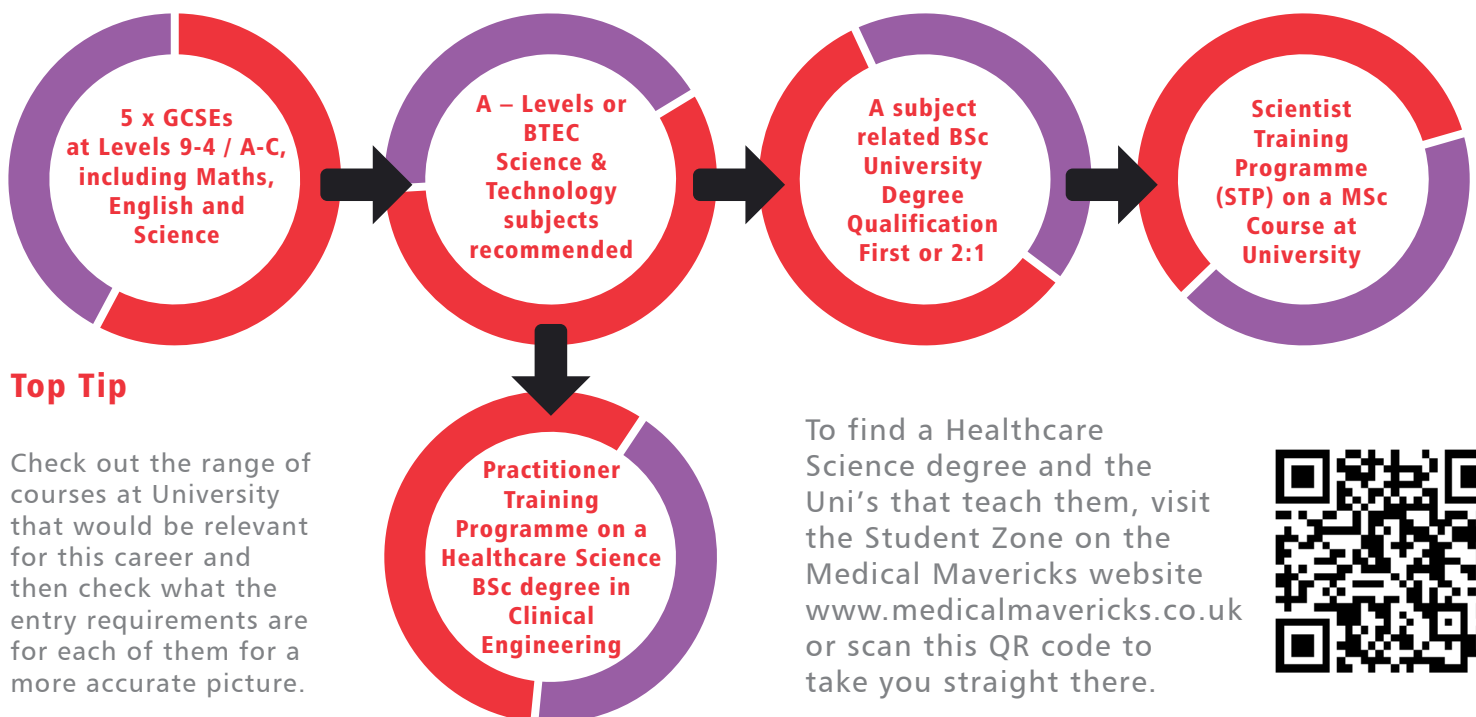 5 x GCSEs
at Levels 9-4 / A-C,
including Maths,
English and
Science
A – Levels or
BTEC
Science &
Technology
subjects
recommended
A subject
related BSc
University
Degree
Qualification
First or 2:1
Scientist
Training
Programme
(STP) on a MSc
Course at
University
Top Tip
Check out the range of
courses at University
that would be relevant
for this career and
then check what the
entry requirements are
for each of them for a
more accurate picture.
Practitioner
Training
Programme on a
Healthcare Science
BSc degree in
Clinical
Engineering
To find a Healthcare
Science degree and the
Uni's that teach them, visit
the Student Zone on the
Medical Mavericks website
www.medicalmavericks.co.uk
or scan this QR code to
take you straight there.